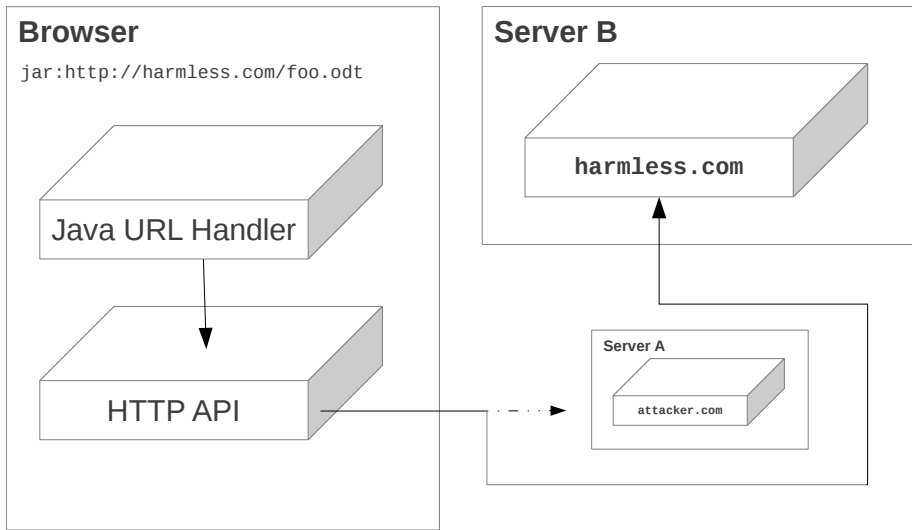 Browser
jar:http://harmless.com/foo.odt
Java URL Handler
HTTP API
Server B
harmless.com
Server A
attacker.com